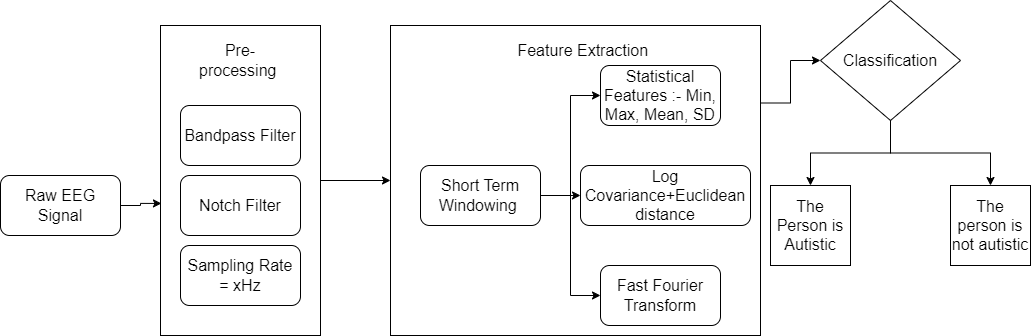 Raw EEG
Signal
Pre-
processing
Bandpass Filter
Notch Filter
Sampling Rate
= xHz
Feature Extraction
Short Term
Windowing
Statistical
Features :- Min,
Max, Mean, SD
Log
Covariance+Euclidean
distance
Fast Fourier
Transform
Classification
The
Person is
Autistic
The
person is
not autistic